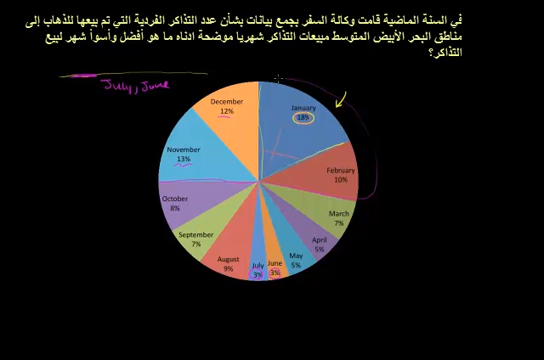 في السنة الماضية قامت وكالة السفر بجمع بيانات بشأن عدد التذاكر الفردية التي تم بيعها للذهاب إلى
مناطق البحر الأبيض المتوسط مبيعات التذاكر شهريا موضحة ادناه ما هو أفضل وأسوأ شهر لبيع
التذاكر؟
July, June
December
12%
January
18%
November
13%
February
10%
October
8%
March
7%
September
7%
April
5%
August
9%
July
3%
June
3%
May
5%